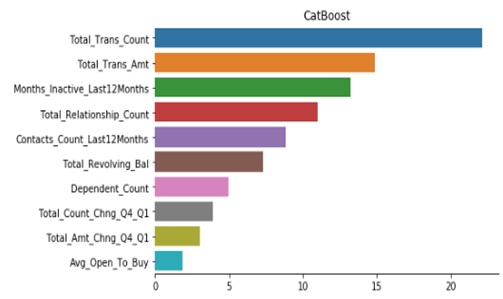 CatBoost
Total_Trans_Count
Total_Trans_Amt
Months_Inactive_Last12Months
Total_Relationship_Count
Contacts_Count_Last12Months
Total_Revolving_Bal
Dependent_Count
Total_Count_Chng_Q4_Q1
Total_Amt_Chng_Q4_Q1
Avg_Open_To_Buy
0 5 10 15 20